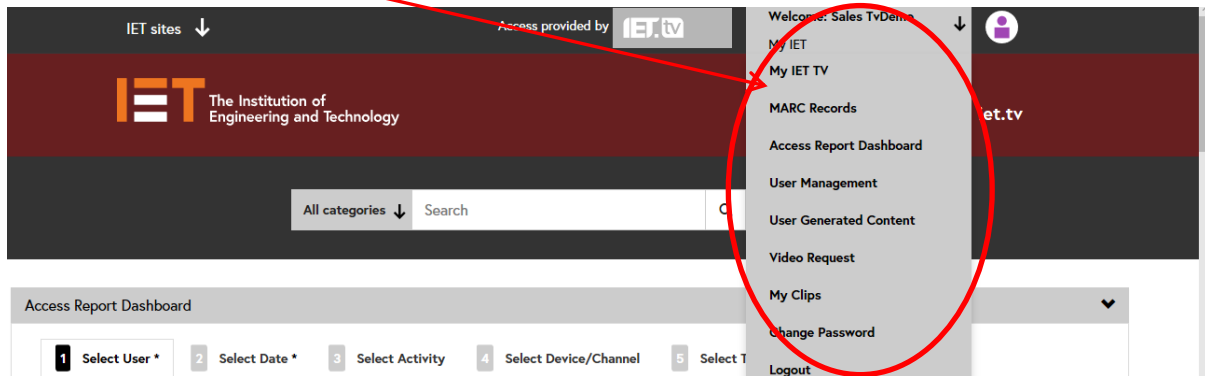 IET sites
Access provided by IET.tv
Welcome: Sales TvDemo
My IET
My IET TV
MARC Records
Access Report Dashboard
User Management
User Generated Content
Video Request
My Clips
Change Password
Logout
IET The Institution of
Engineering and Technology
iet.tv
All categories Search
Access Report Dashboard
1 Select User * 2 Select Date * 3 Select Activity 4 Select Device/Channel 5 Select